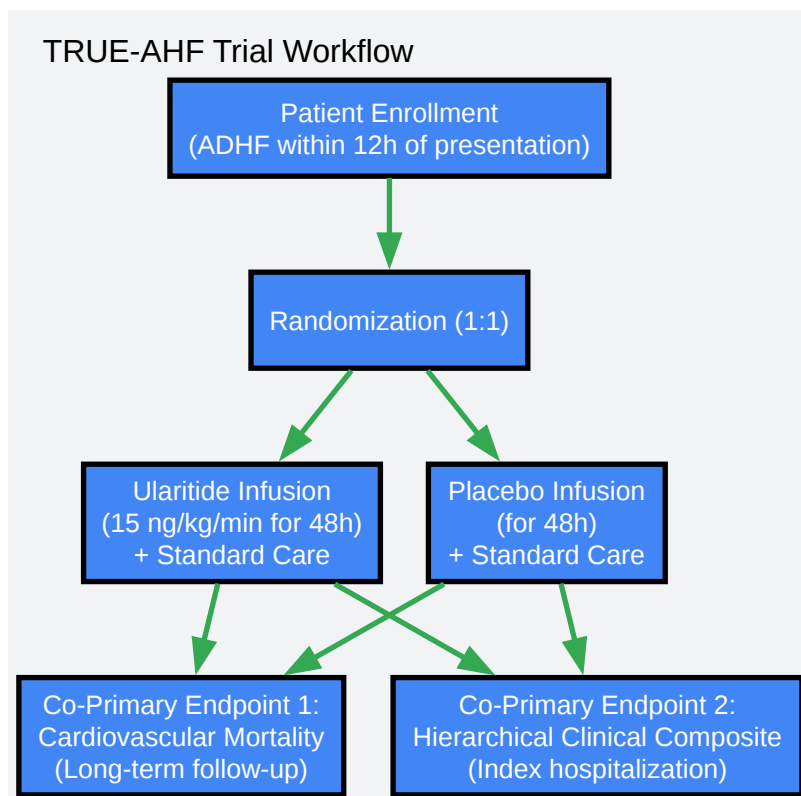 TRUE-AHF Trial Workflow
Patient Enrollment
(ADHF within 12h of presentation)
Randomization (1:1)
Ularitide Infusion
(15 ng/kg/min for 48h)
+ Standard Care
Placebo Infusion
(for 48h)
+ Standard Care
Co-Primary Endpoint 1:
Cardiovascular Mortality
(Long-term follow-up)
Co-Primary Endpoint 2:
Hierarchical Clinical Composite
(Index hospitalization)